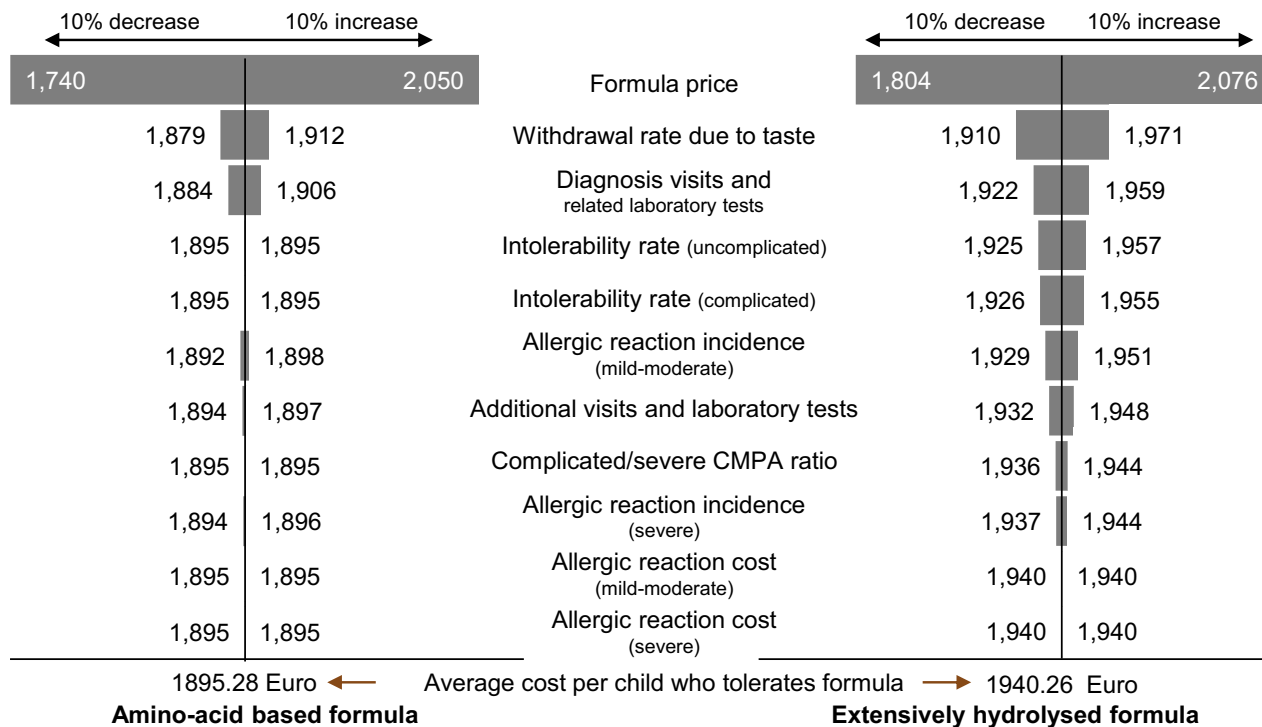 10% decrease 10% increase 10% decrease 10% increase
1,740 2,050 Formula price 1,804 2,076
1,879 1,912 Withdrawal rate due to taste 1,910 1,971
1,884 1,906 Diagnosis visits and 1,922 1,959
related laboratory tests
1,895 1,895 Intolerability rate (uncomplicated) 1,925 1,957
1,895 1,895 Intolerability rate (complicated) 1,926 1,955
1,892 1,898 Allergic reaction incidence 1,929 1,951
(mild-moderate)
1,894 1,897 Additional visits and laboratory tests 1,932 1,948
1,895 1,895 Complicated/severe CMPA ratio 1,936 1,944
1,894 1,896 Allergic reaction incidence 1,937 1,944
(severe)
1,895 1,895 Allergic reaction cost 1,940 1,940
(mild-moderate)
1,895 1,895 Allergic reaction cost 1,940 1,940
(severe)
1895.28 Euro Average cost per child who tolerates formula 1940.26 Euro
Amino-acid based formula Extensively hydrolysed formula